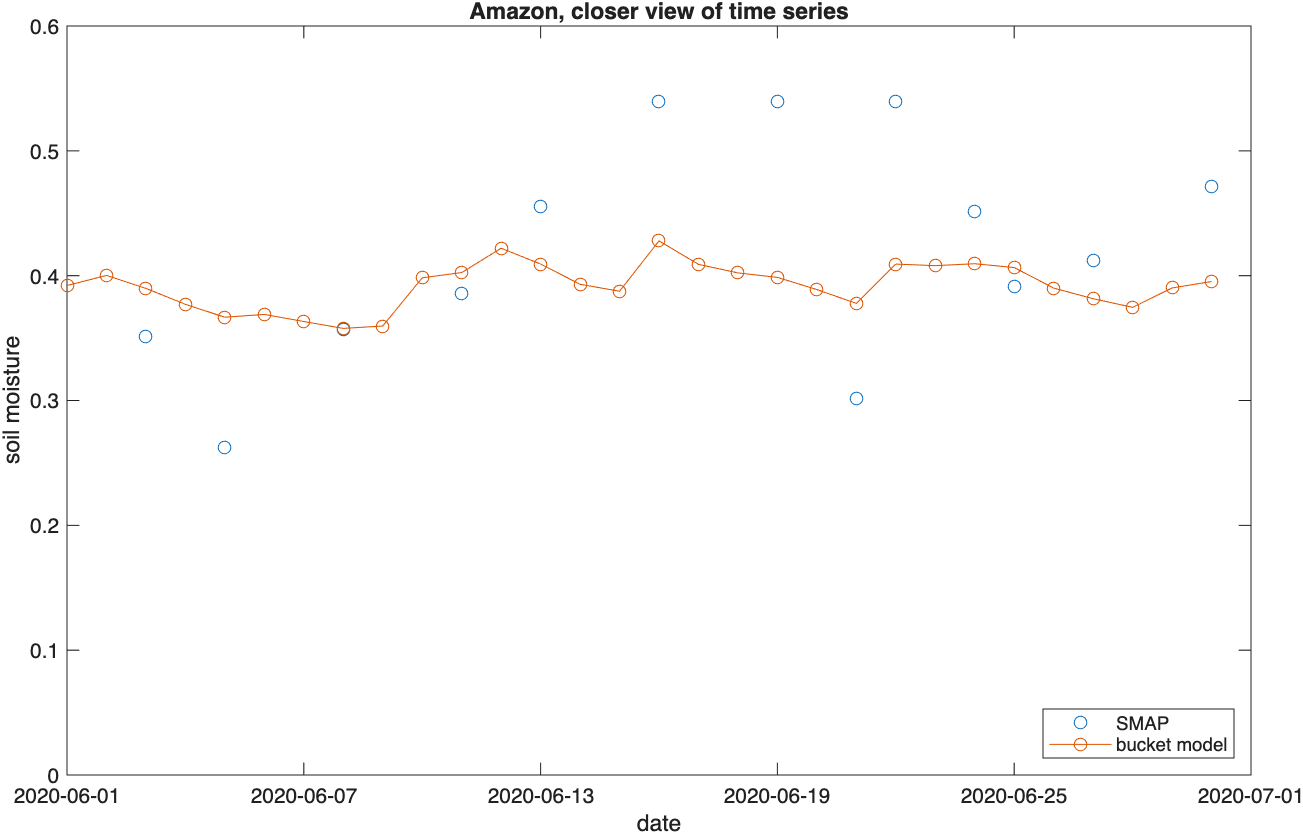 Amazon, closer view of time series
0.6
0.5
0.4
0.3
0.2
0.1
0
soil moisture
2020-06-01 2020-06-07 2020-06-13 2020-06-19 2020-06-25 2020-07-01
date
SMAP
bucket model